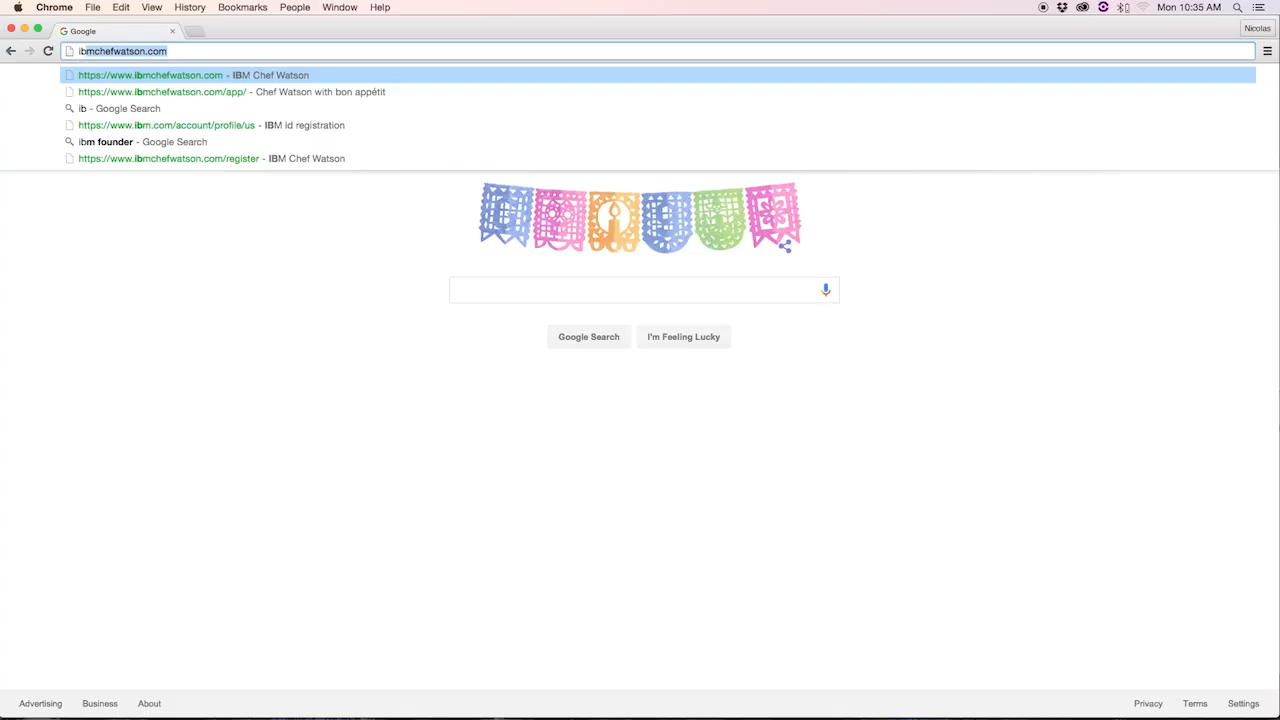 Chrome File Edit View History Bookmarks People Window Help Mon 10:35 AM
Google Nicolas
ibmchefwatson.com
https://www.ibmchefwatson.com - IBM Chef Watson
https://www.ibmchefwatson.com/app/ - Chef Watson with bon appétit
ib - Google Search
https://www.ibm.com/account/profile/us - IBM id registration
ibm founder - Google Search
https://www.ibmchefwatson.com/register - IBM Chef Watson
Google Search I'm Feeling Lucky
Advertising Business About Privacy Terms Settings